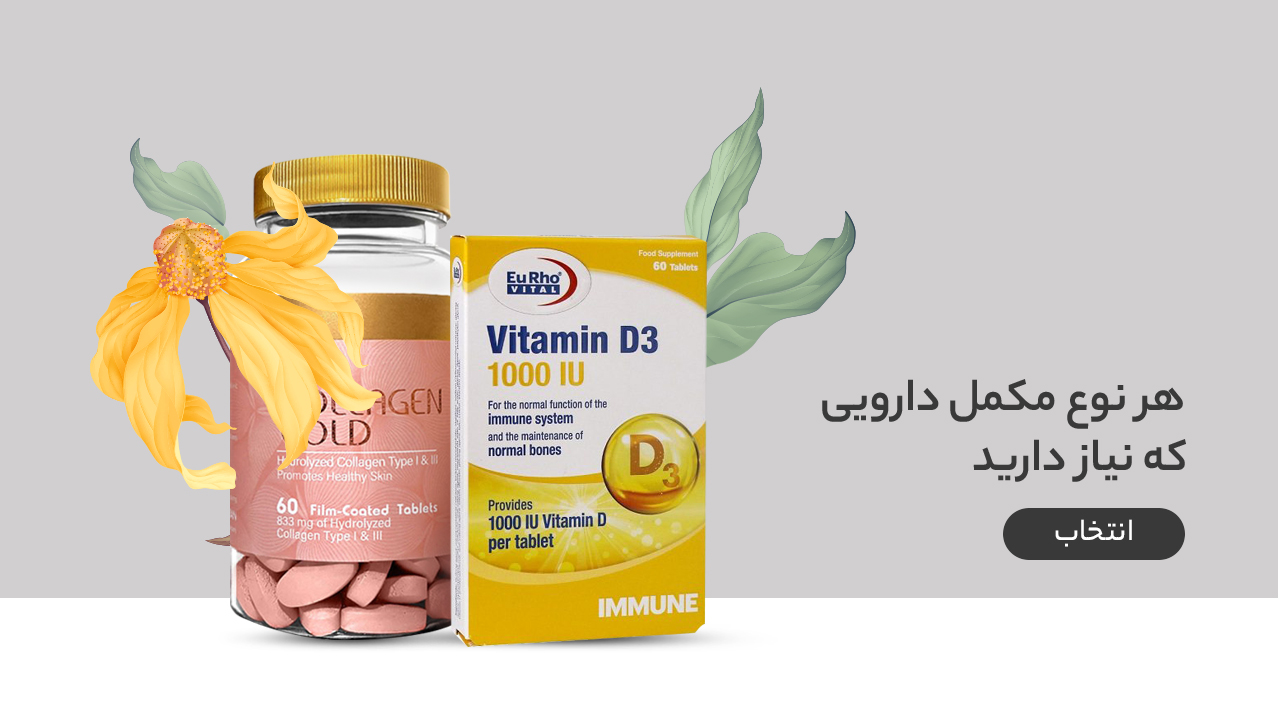 هر نوع مکمل دارویی
که نیاز دارید
انتخاب
Food Supplement
60 Tablets
EuRho®
VITAL
Vitamin D3
1000 IU
For the normal function of the
immune system
and the maintenance of
normal bones
D3
Provides
1000 IU Vitamin D
per tablet
IMMUNE
Hydrolyzed Collagen Type I & III
Promotes Healthy Skin
60 Film-Coated Tablets
833 mg of Hydrolyzed
Collagen Type I & III